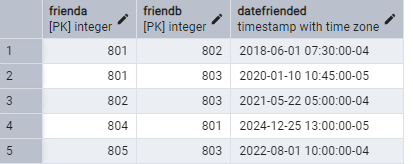 frienda friendb datefriended
[PK] integer [PK] integer timestamp with time zone
1 801 802 2018-06-01 07:30:00-04
2 801 803 2020-01-10 10:45:00-05
3 802 803 2021-05-22 05:00:00-04
4 804 801 2024-12-25 13:00:00-05
5 805 803 2022-08-01 10:00:00-04